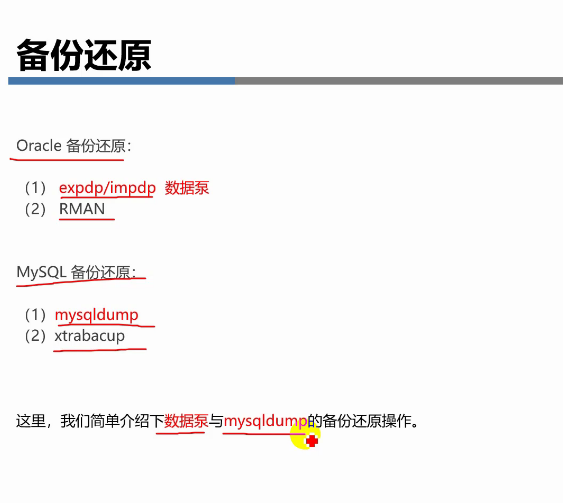 备份还原
Oracle 备份还原：
（1） expdp/impdp 数据泵
（2） RMAN
MySQL 备份还原：
（1）mysqldump
（2）xtrabacup
这里，我们简单介绍下数据泵与mysqldump的备份还原操作。